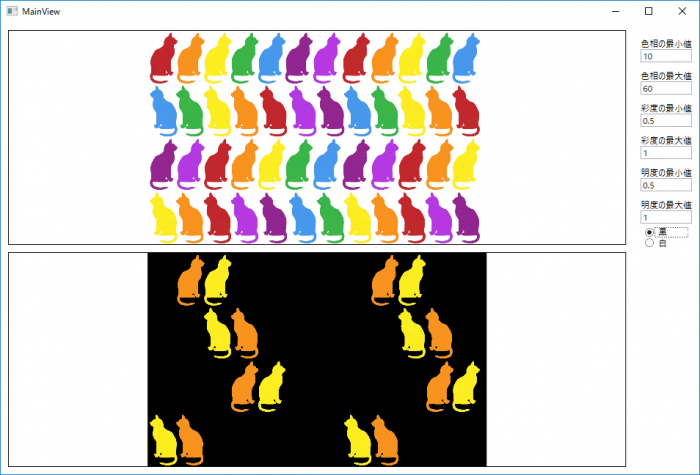 MainView
色相の最小値
10
色相の最大値
60
彩度の最小値
0.5
彩度の最大値
1
明度の最小値
0.5
明度の最大値
1
黒
白